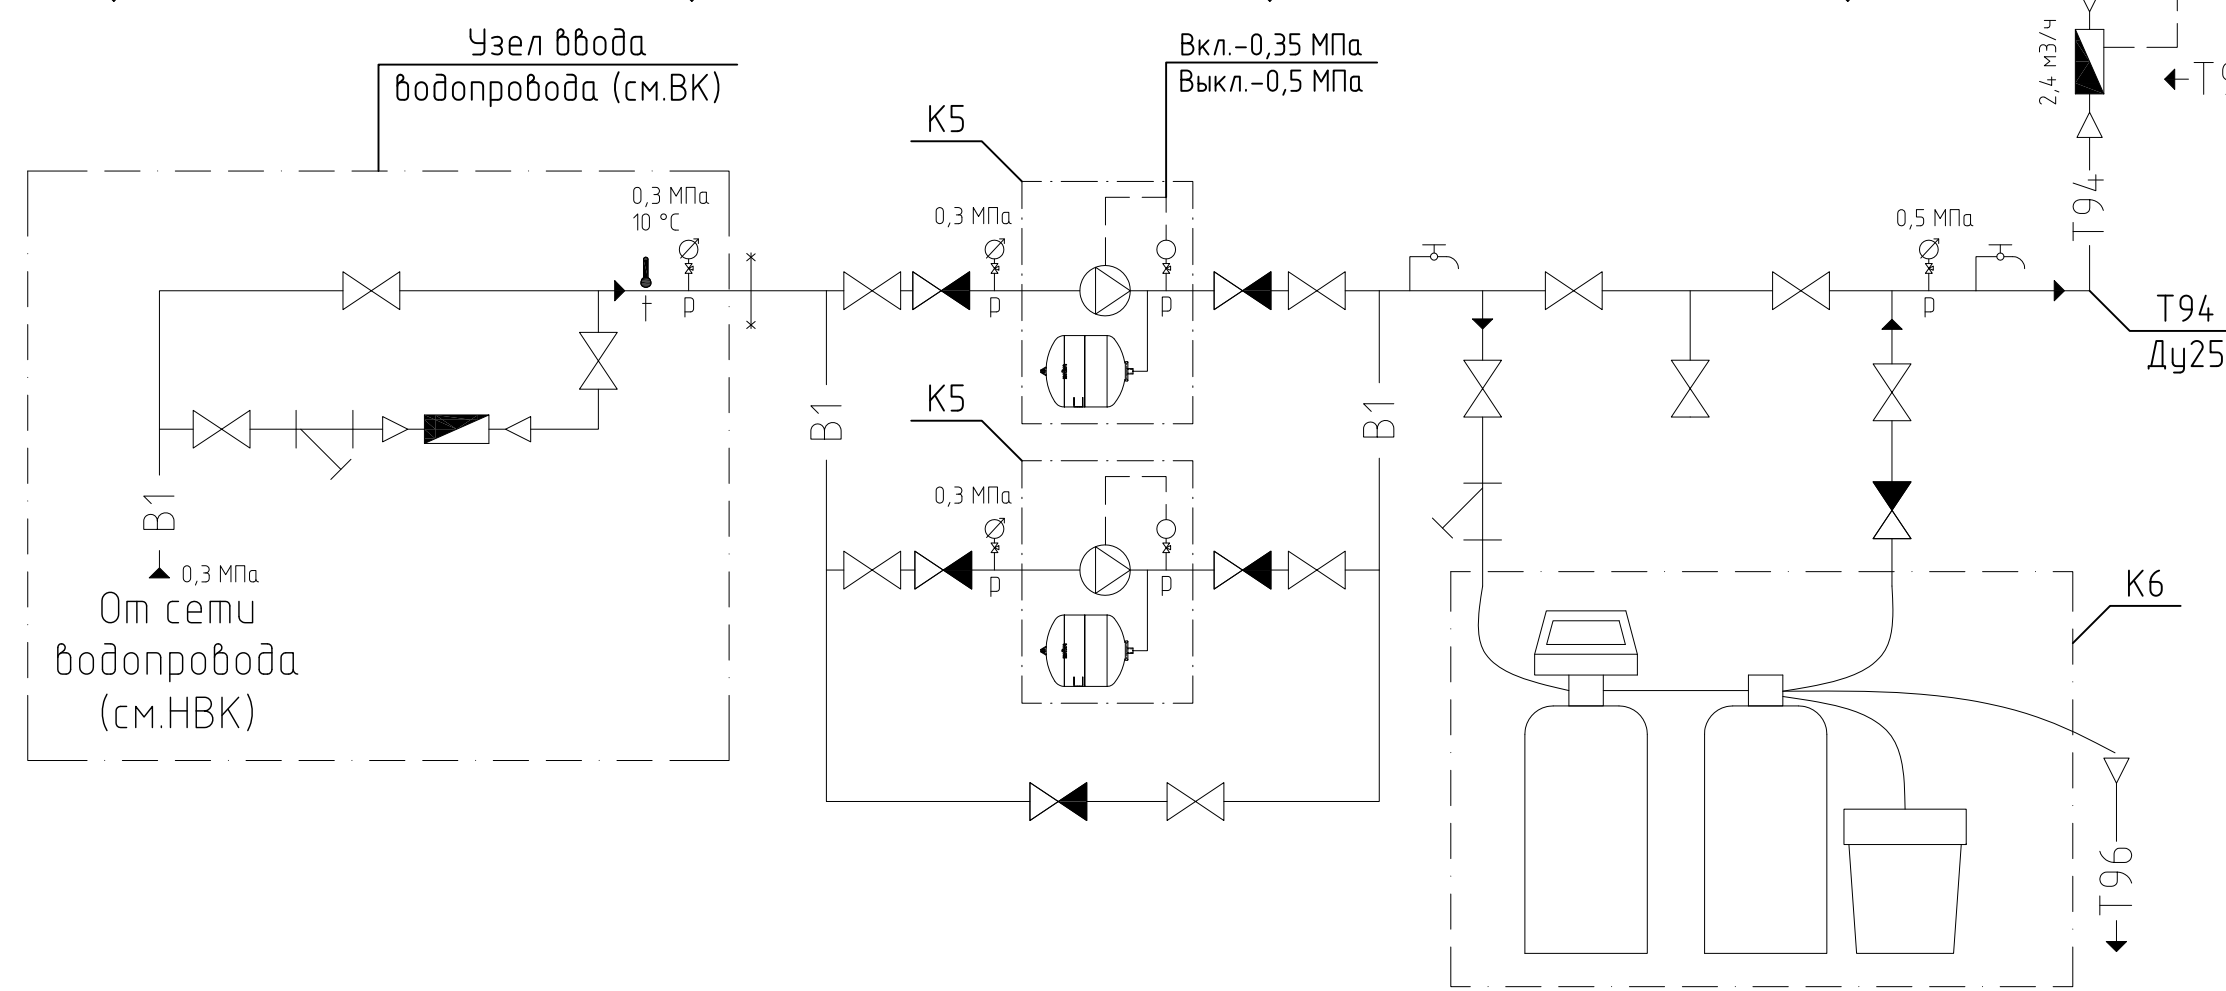 Узел ввода
водопровода (см.ВК)
Вкл.-0,35 МПа
Выкл.-0,5 МПа
2,4 м3/ч
К5
0,3 МПа
10 °С
0,3 МПа
0,5 МПа
Т94
t
р
р
р
р
Т94
Ду25
К5
В1
В1
0,3 МПа
В1
р
р
0,3 МПа
От сети
водопровода
(см.НВК)
К6
Т96